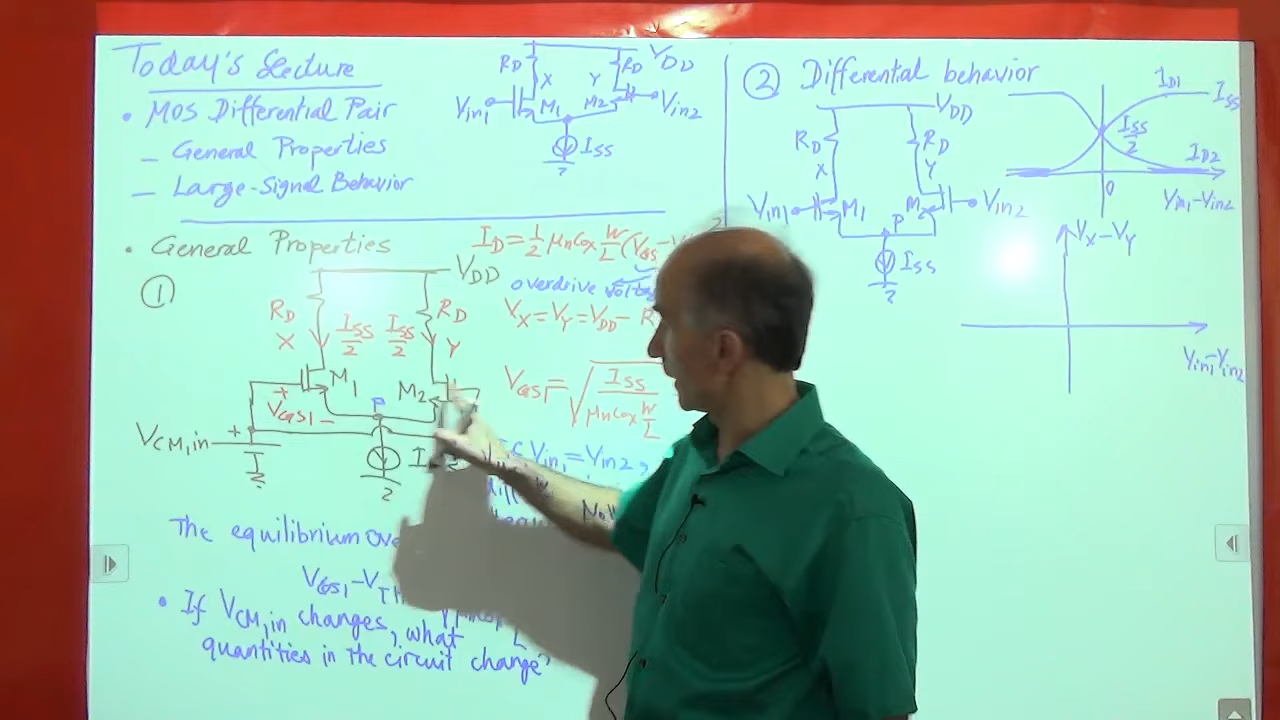 Today's Lecture
• MOS Differential Pair
– General Properties
– Large-Signal Behavior
RD X Y RD VDD
Vin1 M1 M2 Vin2
ISS
• General Properties
①
VDD
RD ISS/2 ISS/2 RD
X Y
M1 M2
+ VGS1 –
P
VCM,in +
I
ID = 1/2 μnCox W/L (VGS –
2
overdrive
VX = VY = VDD –
VGS1 = √ ISS / μnCox W/L
Vin1 = Vin2,
The equilibrium
VGS1 – VTH
• If VCM,in changes, what
quantities in the circuit change?
② Differential behavior
VDD
RD RD
X Y
Vin1 M1 M2 Vin2
P
ISS
ID1 ISS
ISS/2
ID2
0 Vin1–Vin2
VX–VY
Vin1–Vin2